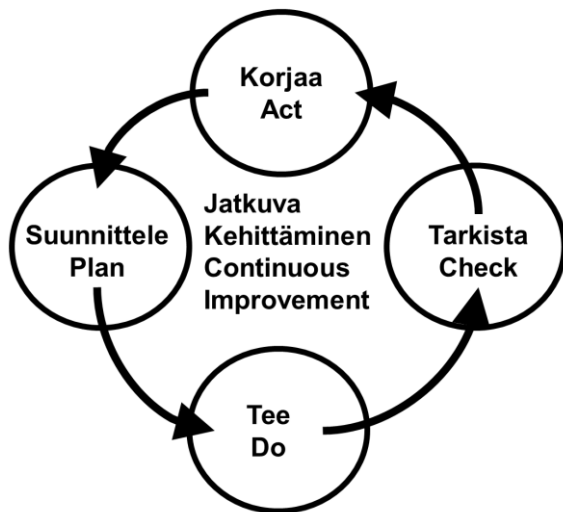 Korjaa
Act
Suunnittele
Plan
Jatkuva
Kehittäminen
Continuous
Improvement
Tarkista
Check
Tee
Do